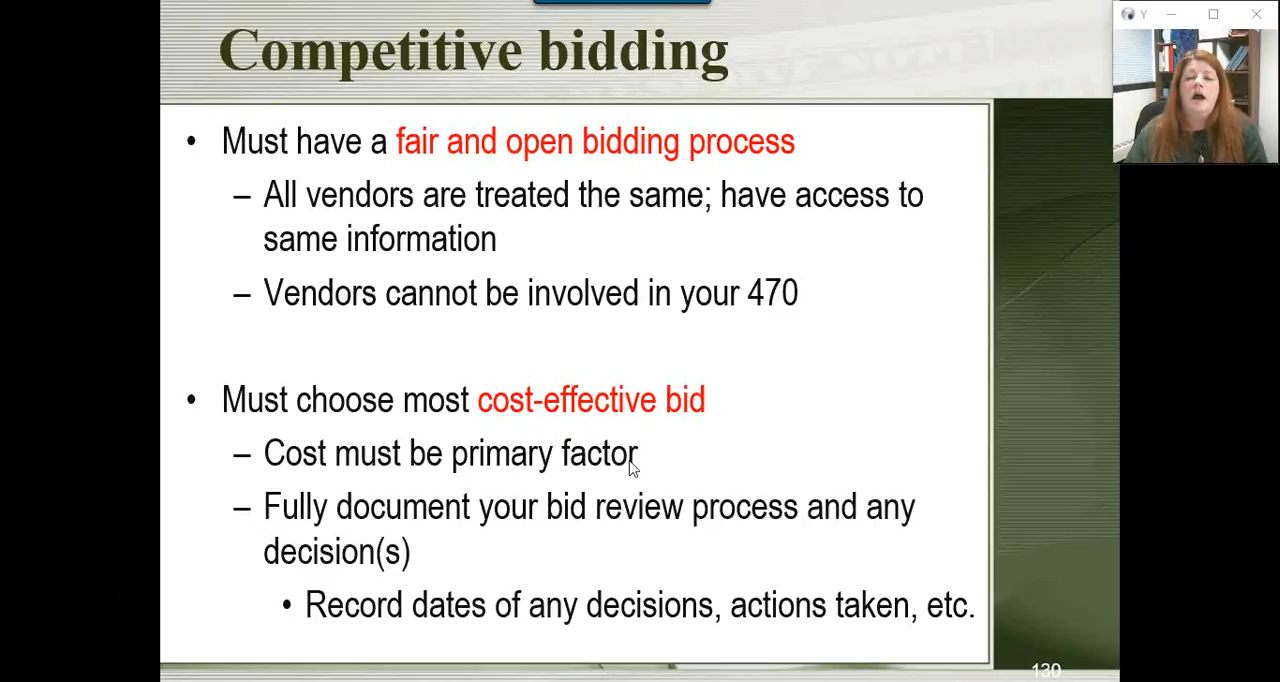 Competitive bidding
Y
• Must have a fair and open bidding process
– All vendors are treated the same; have access to
same information
– Vendors cannot be involved in your 470
• Must choose most cost-effective bid
– Cost must be primary factor
– Fully document your bid review process and any
decision(s)
• Record dates of any decisions, actions taken, etc.
130